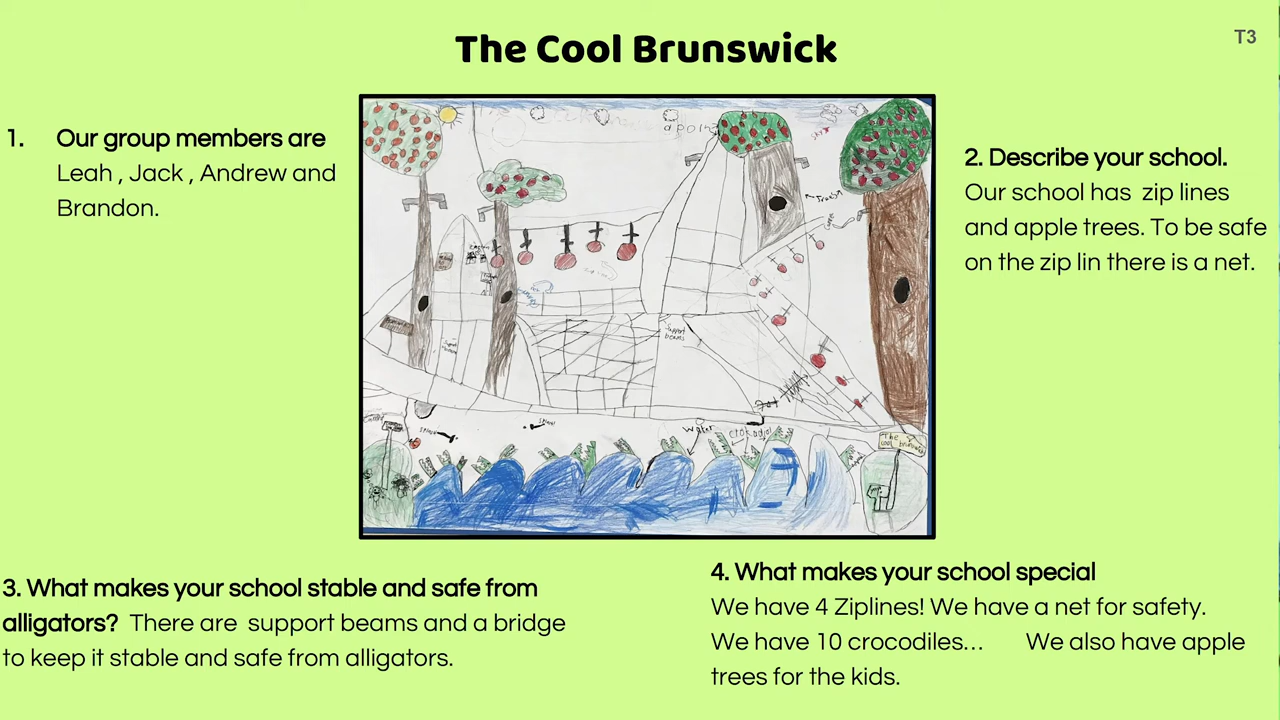 The Cool Brunswick
T3
1. Our group members are
Leah , Jack , Andrew and
Brandon.
2. Describe your school.
Our school has zip lines
and apple trees. To be safe
on the zip lin there is a net.
support
beams
water
The
3. What makes your school stable and safe from
alligators? There are support beams and a bridge
to keep it stable and safe from alligators.
4. What makes your school special
We have 4 Ziplines! We have a net for safety.
We have 10 crocodiles... We also have apple
trees for the kids.